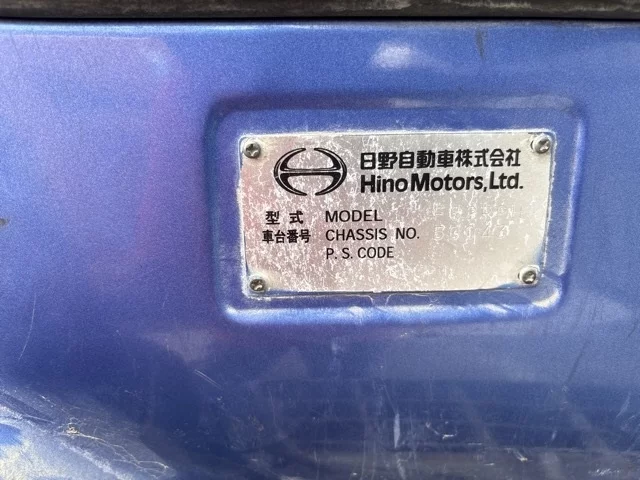 日野自動車株式会社
Hino Motors, Ltd.
型式 MODEL
車台番号 CHASSIS NO.
P. S. CODE